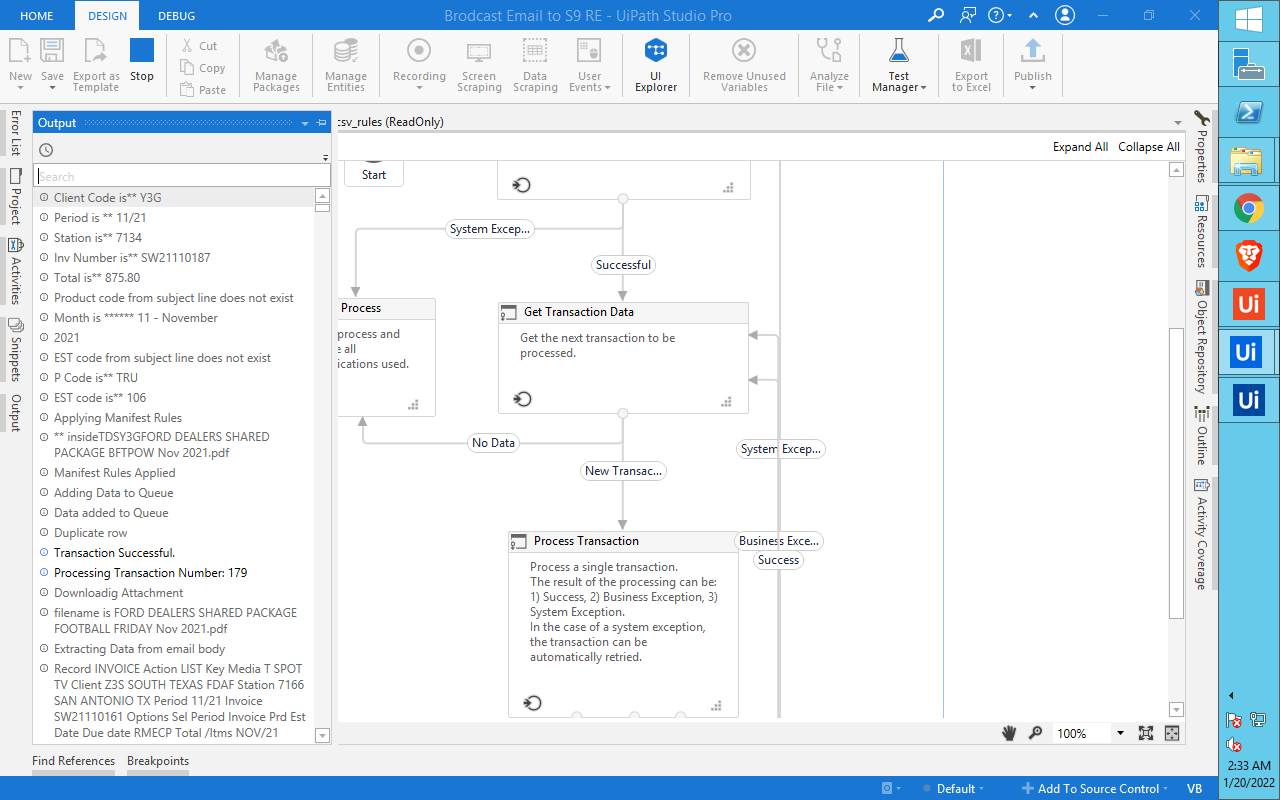 HOME
DESIGN
DEBUG
Brodcast Email to S9 RE - UiPath Studio Pro
New
Save
Export as
Template
Stop
Cut
Copy
Paste
Manage
Packages
Manage
Entities
Recording
Screen
Scraping
Data
Scraping
User
Events
UI
Explorer
Remove Unused
Variables
Analyze
File
Test
Manager
Export
to Excel
Publish
Error List
Project
Activities
Snippets
Output
Output
Search
Client Code is** Y3G
Period is ** 11/21
Station is** 7134
Inv Number is** SW21110187
Total is** 875.80
Product code from subject line does not exist
Month is ****** 11 - November
2021
EST code from subject line does not exist
P Code is** TRU
EST code is** 106
Applying Manifest Rules
** insideTDSY3GFORD DEALERS SHARED
PACKAGE BFTPOW Nov 2021.pdf
Manifest Rules Applied
Adding Data to Queue
Data added to Queue
Duplicate row
Transaction Successful.
Processing Transaction Number: 179
Downloadig Attachment
filename is FORD DEALERS SHARED PACKAGE
FOOTBALL FRIDAY Nov 2021.pdf
Extracting Data from email body
Record INVOICE Action LIST Key Media T SPOT
TV Client Z3S SOUTH TEXAS FDAF Station 7166
SAN ANTONIO TX Period 11/21 Invoice
SW21110161 Options Sel Period Invoice Prd Est
Date Due date RMECP Total /Itms NOV/21
Find References
Breakpoints
csv_rules (ReadOnly)
Expand All
Collapse All
Start
System Excep...
Successful
Process
process and
e all
ications used.
Get Transaction Data
Get the next transaction to be
processed.
No Data
New Transac...
System Excep...
Process Transaction
Business Exce...
Success
Process a single transaction.
The result of the processing can be:
1) Success, 2) Business Exception, 3)
System Exception.
In the case of a system exception,
the transaction can be
automatically retried.
100%
Properties
Resources
Object Repository
Outline
Activity Coverage
Default
Add To Source Control
VB
Ui
Ui
Ui
2:33 AM
1/20/2022